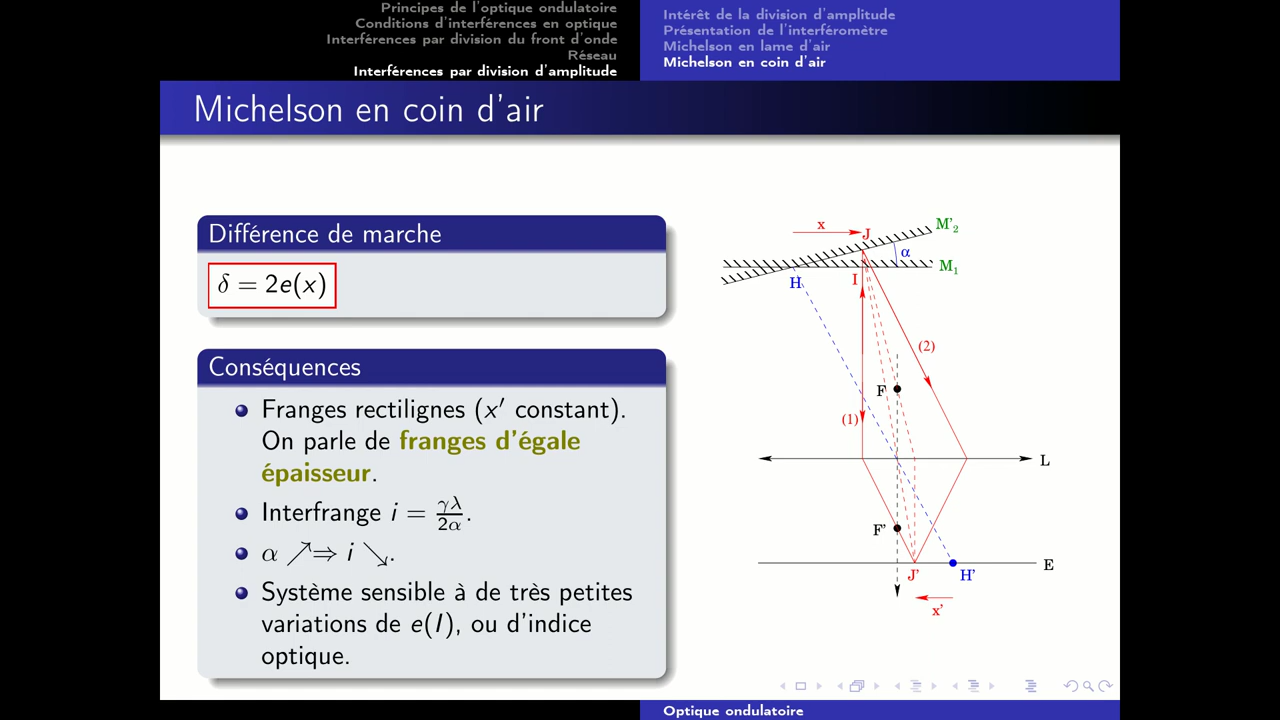 Principes de l'optique ondulatoire
Conditions d'interférences en optique
Interférences par division du front d'onde
Réseau
Interférences par division d'amplitude
Intérêt de la division d'amplitude
Présentation de l'interféromètre
Michelson en lame d'air
Michelson en coin d'air
Michelson en coin d'air
Différence de marche
δ = 2e(x)
Conséquences
Franges rectilignes (x′ constant).
On parle de franges d'égale
épaisseur.
Interfrange i = γλ/2α.
α ↗⇒ i ↘.
Système sensible à de très petites
variations de e(I), ou d'indice
optique.
x
J
M'2
α
M1
H
I
(2)
F
(1)
L
F'
E
J'
H'
x'
Optique ondulatoire